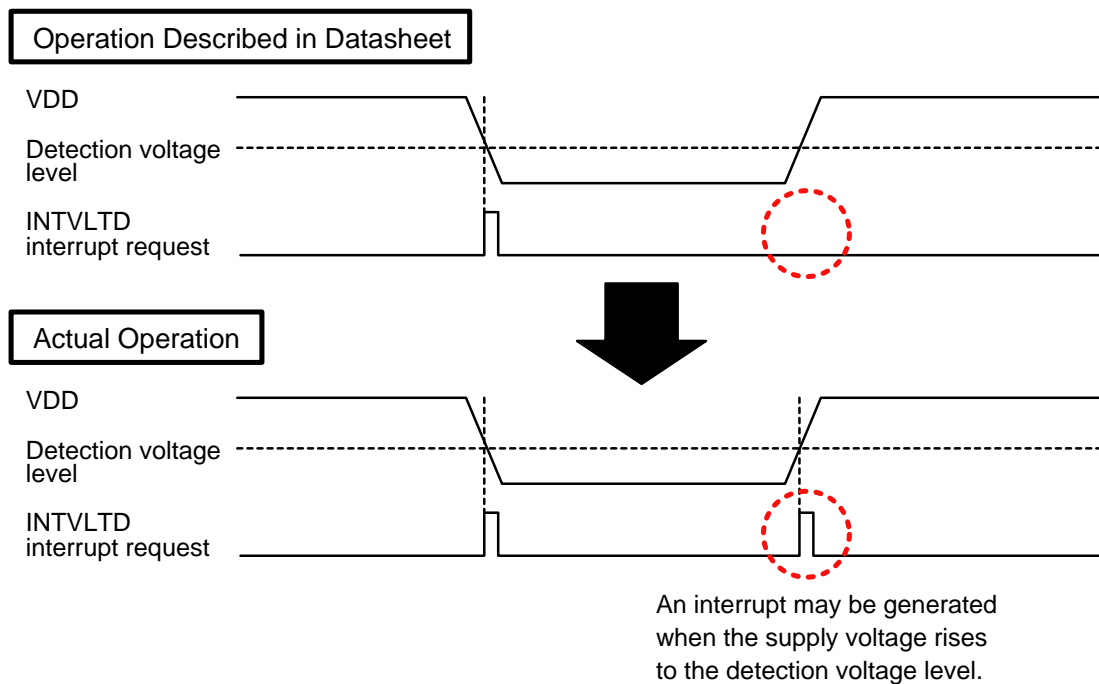 Operation Described in Datasheet
VDD
Detection voltage
level
INTVLTD
interrupt request
Actual Operation
VDD
Detection voltage
level
INTVLTD
interrupt request
An interrupt may be generated
when the supply voltage rises
to the detection voltage level.